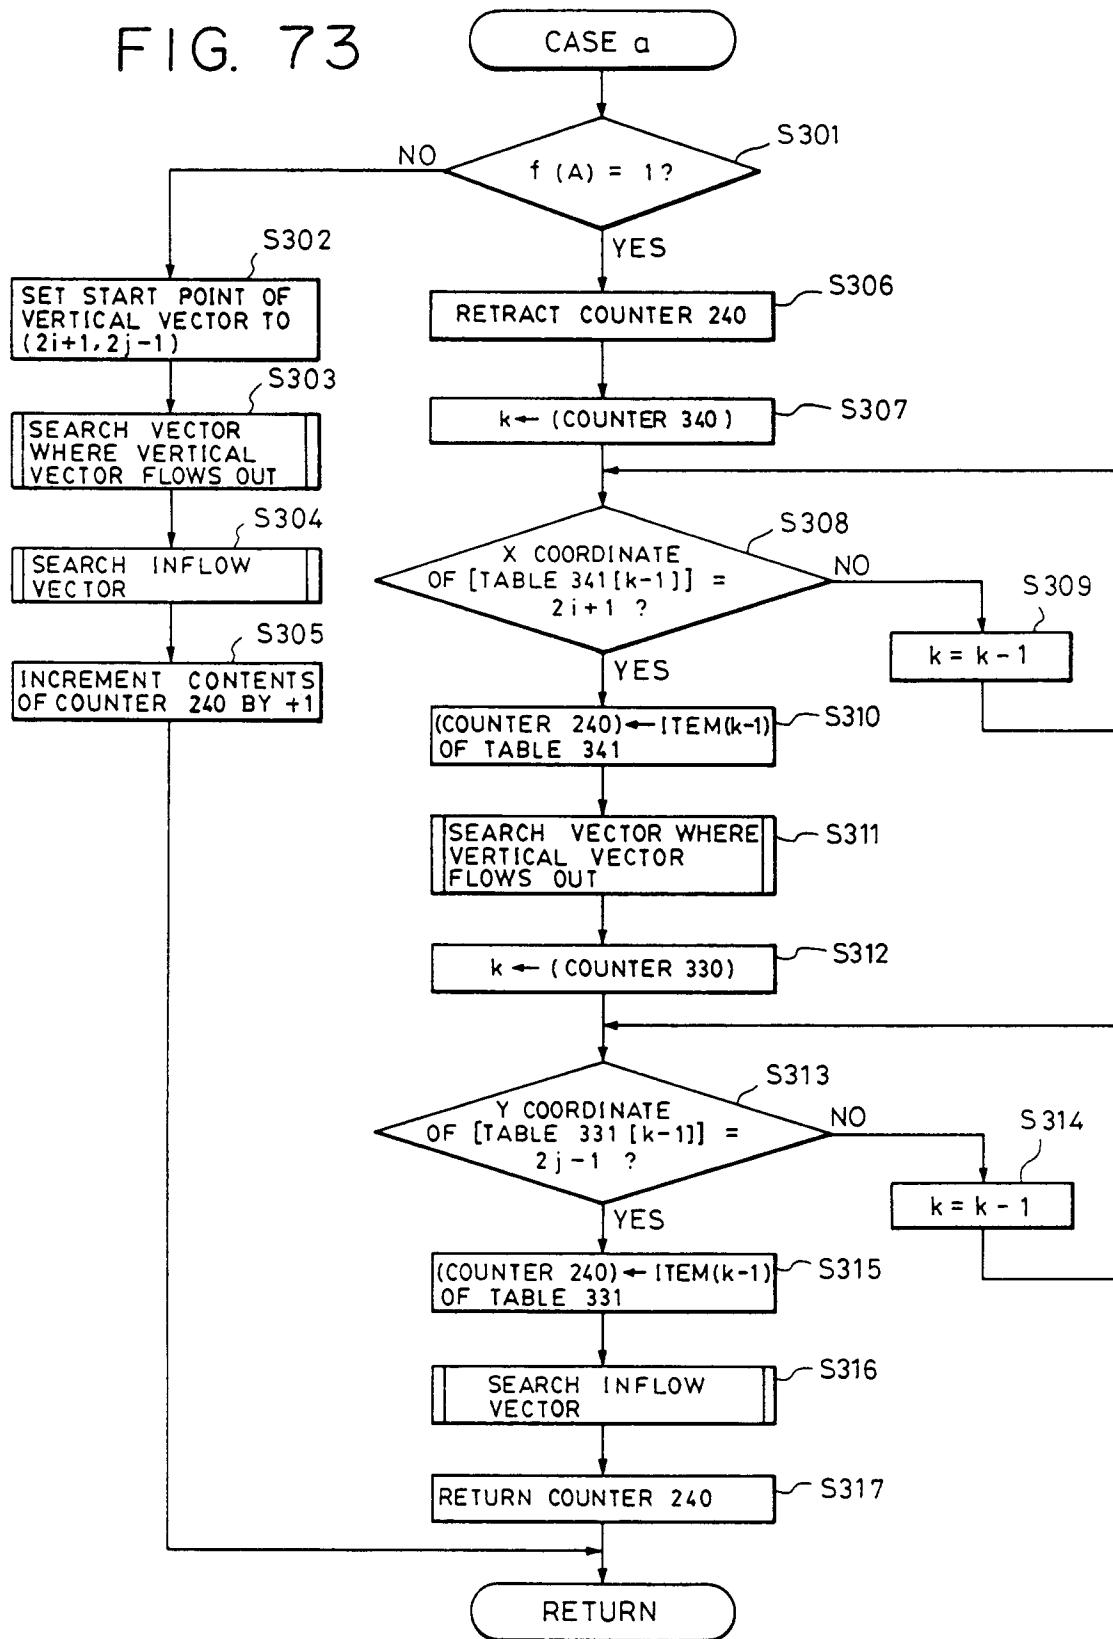 FIG. 73
CASE a
S301
f (A) = 1?
NO
YES
S302
SET START POINT OF
VERTICAL VECTOR TO
(2i+1, 2j-1)
S303
SEARCH VECTOR
WHERE VERTICAL
VECTOR FLOWS OUT
S304
SEARCH INFLOW
VECTOR
S305
INCREMENT CONTENTS
OF COUNTER 240 BY +1
S306
RETRACT COUNTER 240
S307
k ← (COUNTER 340)
S308
X COORDINATE
OF [TABLE 341 [k-1]] =
2i+1 ?
NO
S309
k = k-1
YES
S310
(COUNTER 240) ← ITEM(k-1)
OF TABLE 341
S311
SEARCH VECTOR WHERE
VERTICAL VECTOR
FLOWS OUT
S312
k ← (COUNTER 330)
S313
Y COORDINATE
OF [TABLE 331 [k-1]] =
2j-1 ?
NO
S314
k = k-1
YES
S315
(COUNTER 240) ← ITEM(k-1)
OF TABLE 331
S316
SEARCH INFLOW
VECTOR
S317
RETURN COUNTER 240
RETURN